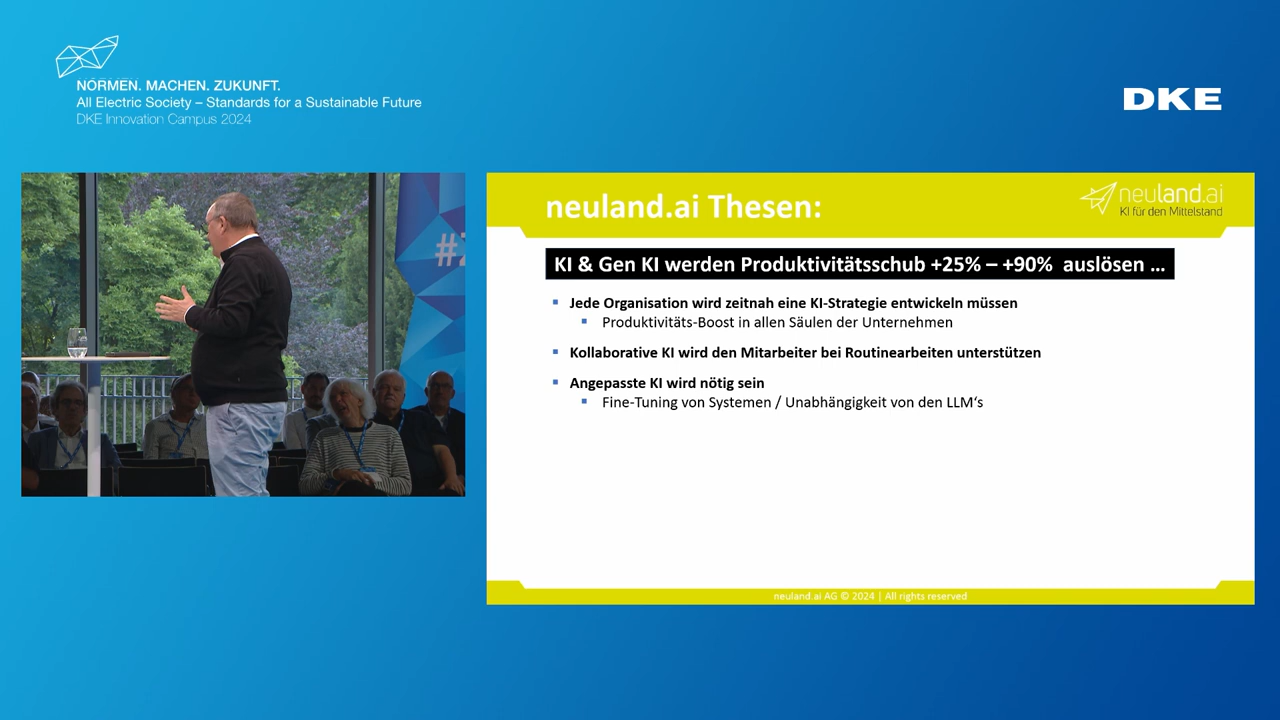 NORMEN. MACHEN. ZUKUNFT.
All Electric Society – Standards for a Sustainable Future
DKE Innovation Campus 2024
DKE
neuland.ai Thesen:
neuland.ai
KI für den Mittelstand
KI & Gen KI werden Produktivitätsschub +25% – +90% auslösen ...
▪ Jede Organisation wird zeitnah eine KI-Strategie entwickeln müssen
▪ Produktivitäts-Boost in allen Säulen der Unternehmen
▪ Kollaborative KI wird den Mitarbeiter bei Routinearbeiten unterstützen
▪ Angepasste KI wird nötig sein
▪ Fine-Tuning von Systemen / Unabhängigkeit von den LLM‘s
neuland.ai AG © 2024 | All rights reserved